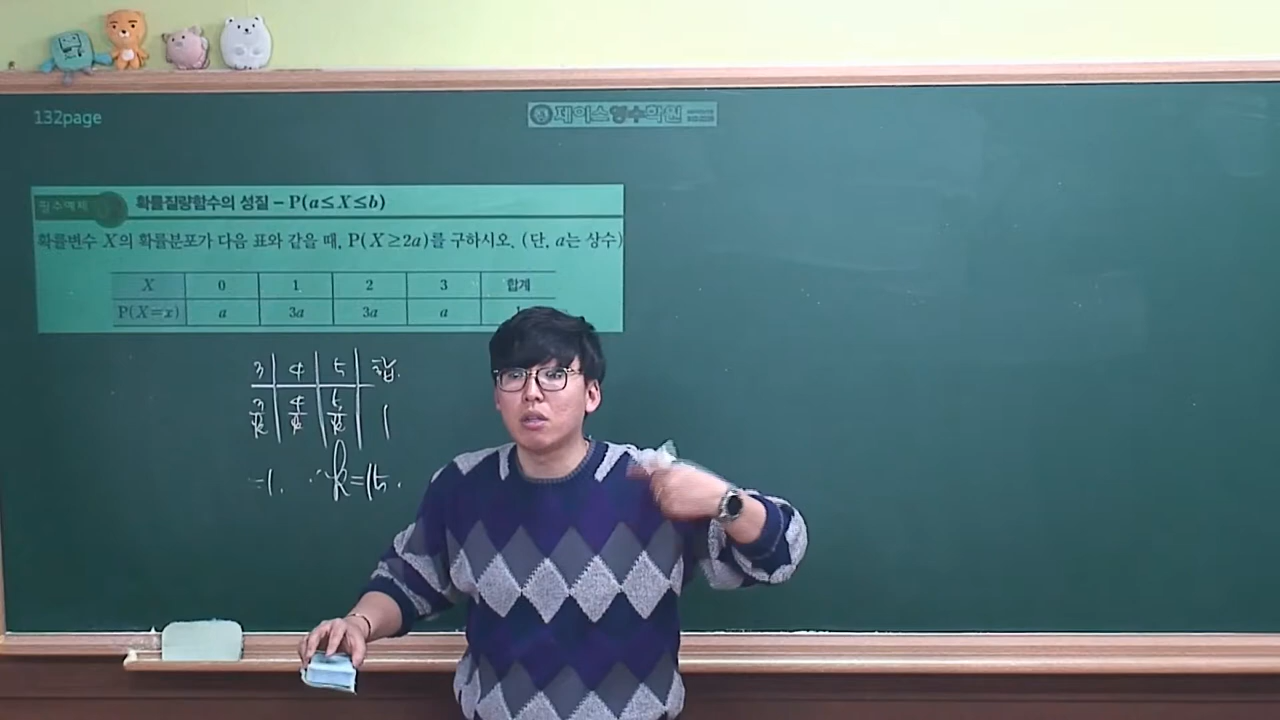 132page
제이스영수학원
필수예제
확률질량함수의 성질 – P(a≤X≤b)
확률변수 X의 확률분포가 다음 표와 같을 때, P(X≥2a)를 구하시오. (단, a는 상수)
X 0 1 2 3 합계
P(X=x) a 3a 3a a
3 4 5 합.
3/k 4/k 5/k 1
=1. ∴ k=15.